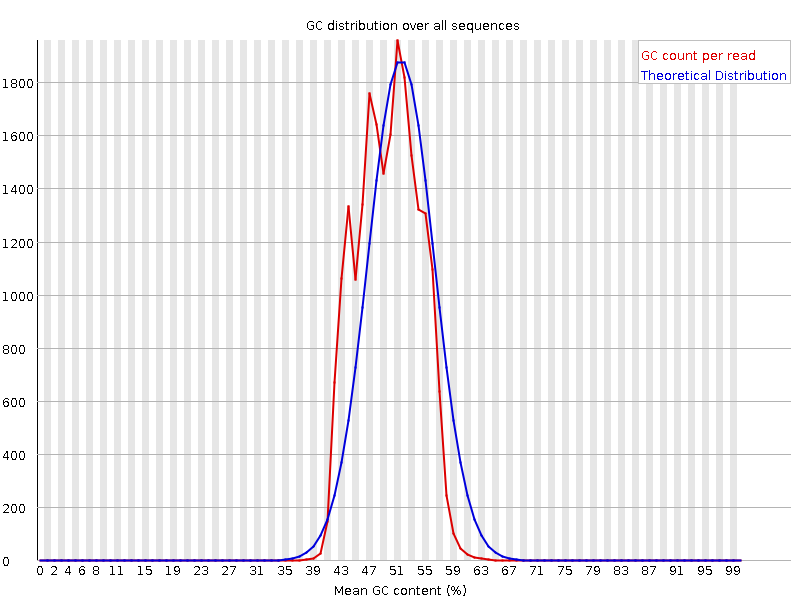 GC distribution over all sequences
GC count per read
Theoretical Distribution
1800
1600
1400
1200
1000
800
600
400
200
0
0 2 4 6 8 11 15 19 23 27 31 35 39 43 47 51 55 59 63 67 71 75 79 83 87 91 95 99
Mean GC content (%)